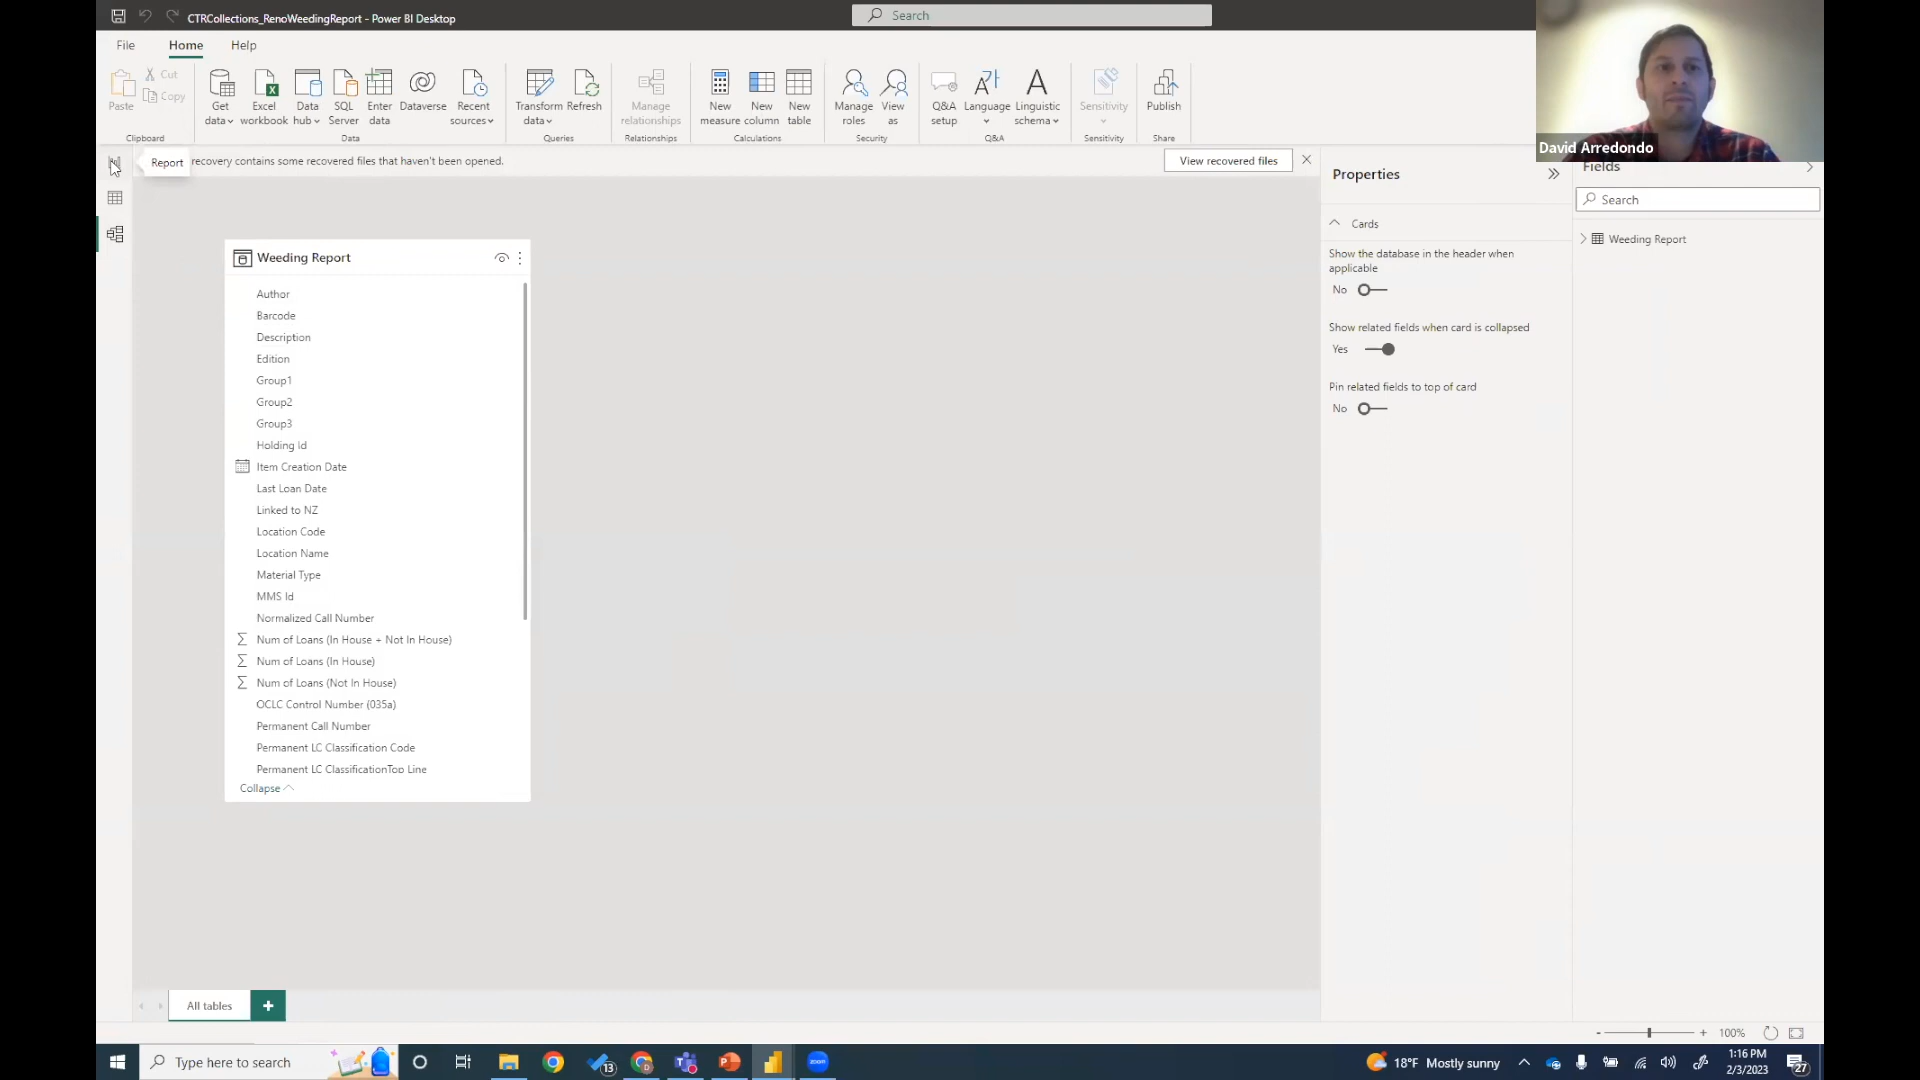 CTRCollections_RenoWeedingReport - Power BI Desktop
Search
File Home Help
Paste
Cut
Copy
Clipboard
Get data
Excel workbook
Data hub
SQL Server
Enter data
Dataverse
Recent sources
Data
Transform data
Refresh
Queries
Manage relationships
Relationships
New measure
New column
New table
Calculations
Manage roles
View as
Security
Q&A setup
Language
Linguistic schema
Q&A
Sensitivity
Sensitivity
Publish
Share
David Arredondo
Report
recovery contains some recovered files that haven't been opened.
View recovered files
Weeding Report
Author
Barcode
Description
Edition
Group1
Group2
Group3
Holding Id
Item Creation Date
Last Loan Date
Linked to NZ
Location Code
Location Name
Material Type
MMS Id
Normalized Call Number
Num of Loans (In House + Not In House)
Num of Loans (In House)
Num of Loans (Not In House)
OCLC Control Number (035a)
Permanent Call Number
Permanent LC Classification Code
Permanent LC ClassificationTop Line
Collapse
Properties
Cards
Show the database in the header when
applicable
No
Show related fields when card is collapsed
Yes
Pin related fields to top of card
No
Fields
Search
Weeding Report
All tables
+
- + 100%
Type here to search
13
zoom
18°F Mostly sunny
1:16 PM
2/3/2023
27